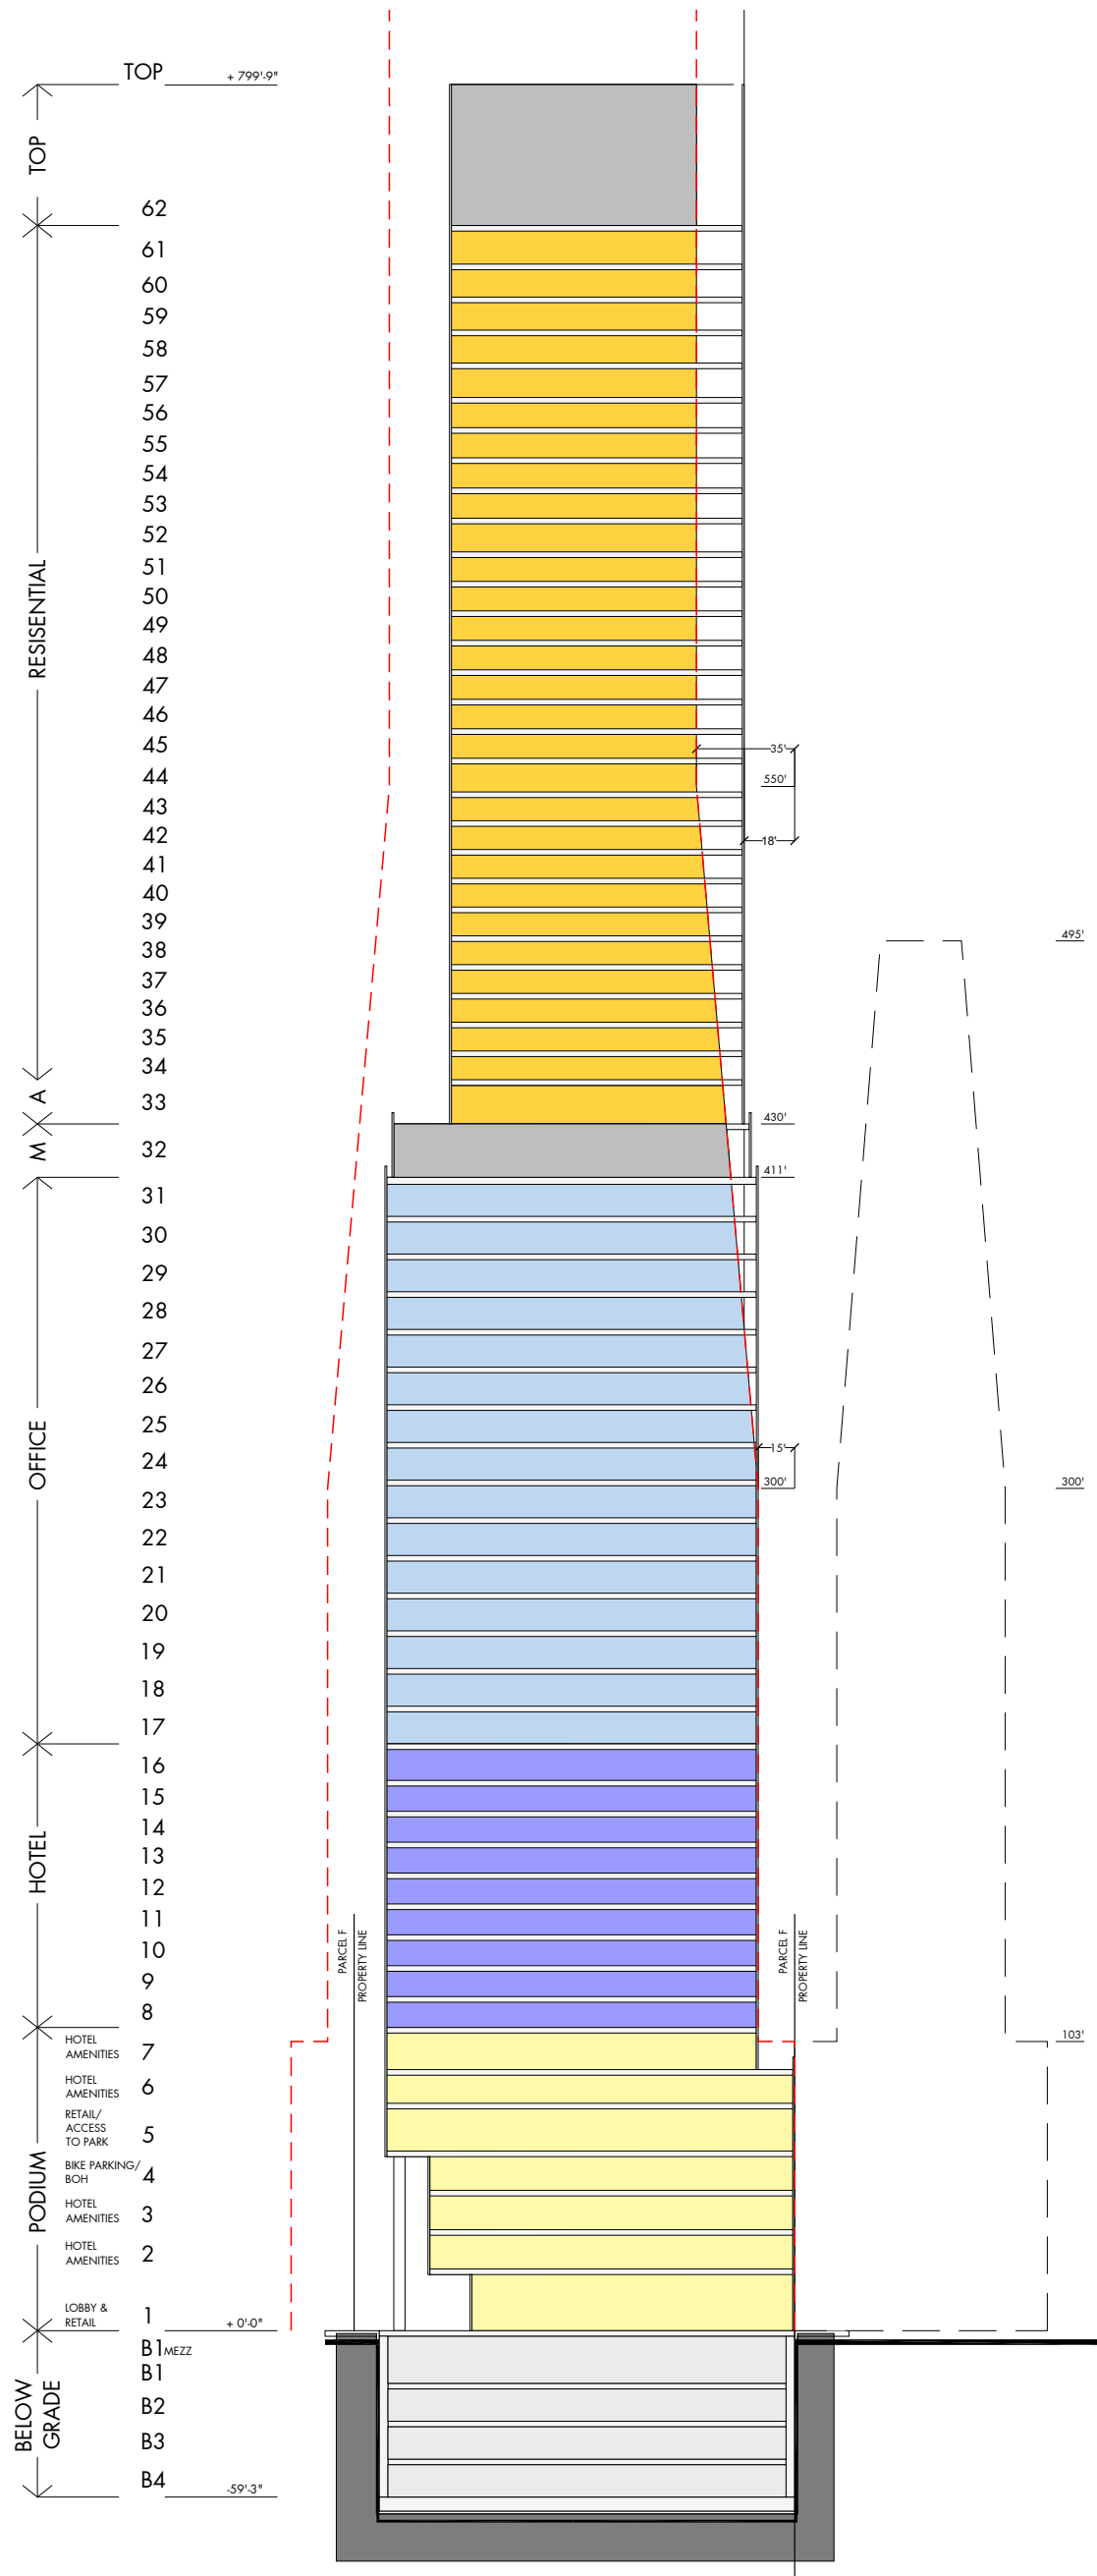 TOP
+ 799'-9"
TOP
62
61
60
59
58
57
56
55
54
53
52
51
50
49
48
47
46
45
35'
44
550'
43
42
18'
41
40
39
38
495'
37
36
35
34
RESISENTIAL
A
33
430'
M
32
411'
31
30
29
28
27
26
25
15'
24
300'
300'
23
22
21
20
19
18
17
OFFICE
16
15
14
13
12
11
10
9
8
HOTEL
PARCEL F
PROPERTY LINE
PARCEL F
PROPERTY LINE
103'
HOTEL
AMENITIES
7
HOTEL
AMENITIES
6
RETAIL/
ACCESS
TO PARK
5
BIKE PARKING/
BOH
4
HOTEL
AMENITIES
3
HOTEL
AMENITIES
2
LOBBY &
RETAIL
1
PODIUM
+ 0'-0"
B1 MEZZ
B1
B2
B3
B4
BELOW
GRADE
-59'-3"